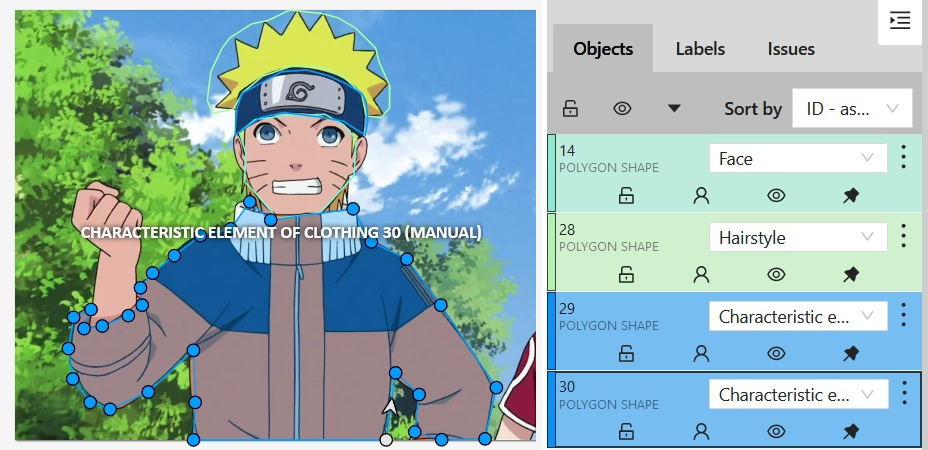 CHARACTERISTIC ELEMENT OF CLOTHING 30 (MANUAL)
Objects Labels Issues
Sort by ID - as...
14 Face
POLYGON SHAPE
28 Hairstyle
POLYGON SHAPE
29 Characteristic e...
POLYGON SHAPE
30 Characteristic e...
POLYGON SHAPE